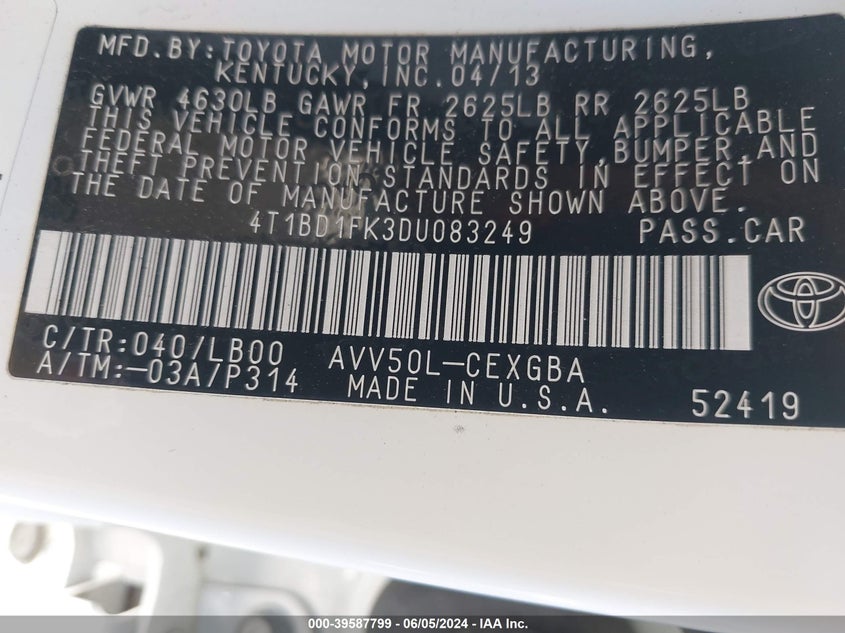 MFD.BY:TOYOTA MOTOR MANUFACTURING,
KENTUCKY,INC.04/13
GVWR 4630LB GAWR FR 2625LB RR 2625LB
THIS VEHICLE CONFORMS TO ALL APPLICABLE
FEDERAL MOTOR VEHICLE SAFETY,BUMPER,AND
THEFT PREVENTION STANDARDS IN EFFECT ON
THE DATE OF MANUFACTURE SHOWN ABOVE.
4T1BD1FK3DU083249 PASS.CAR
C/TR:040/LB00 AVV50L-CEXGBA
A/TM:-03A/P314 MADE IN U.S.A. 52419
000-39587799 - 06/05/2024 - IAAI.COM